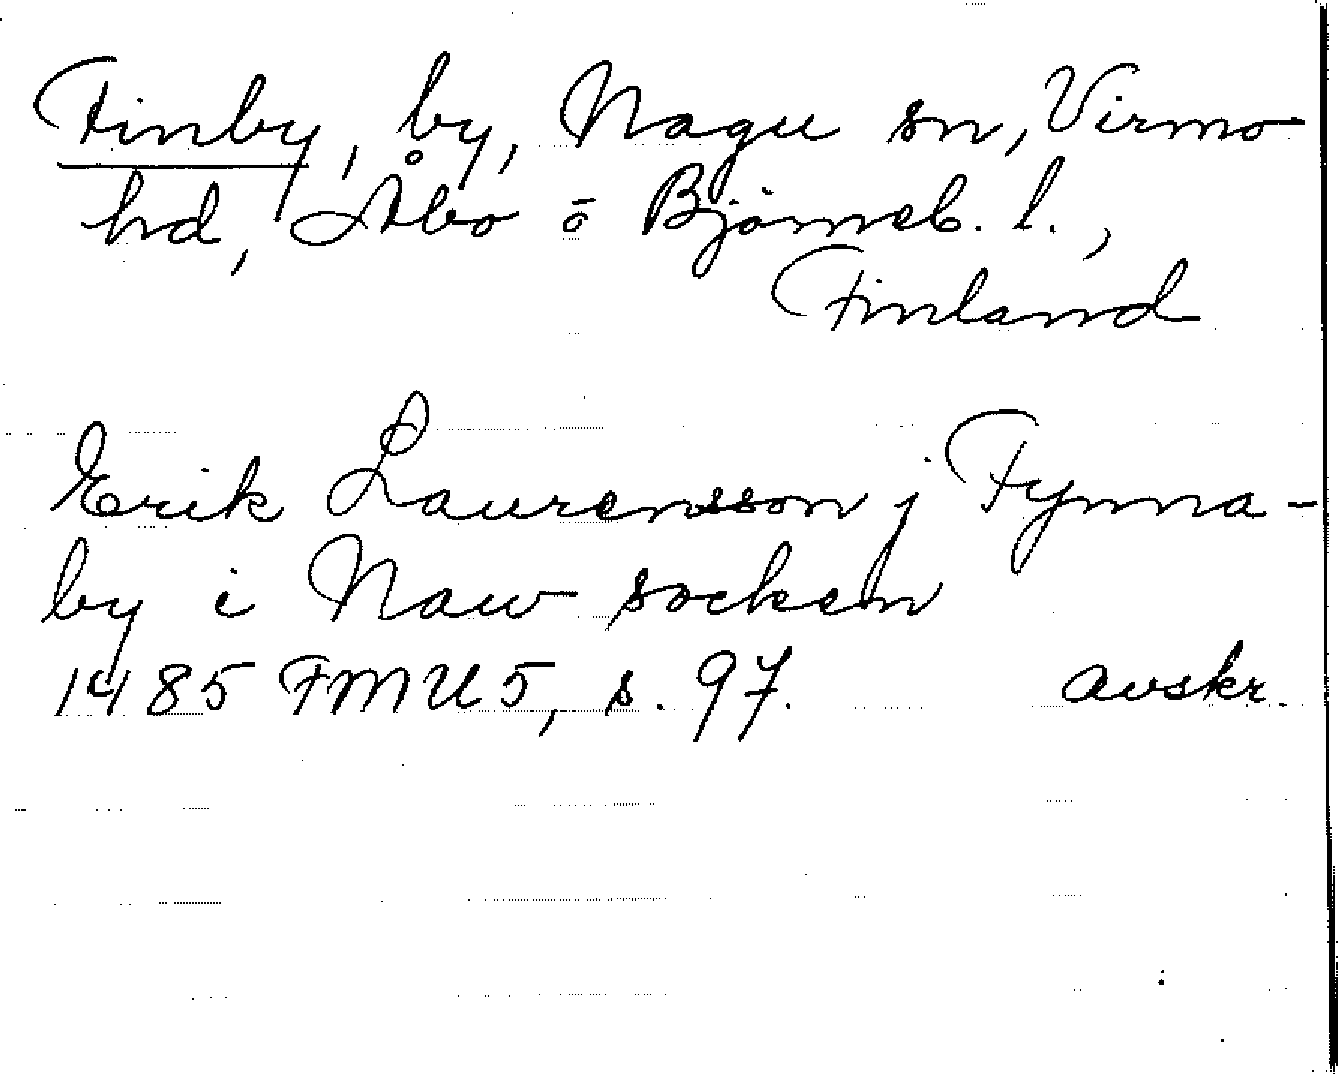 Finby, by, Nagu sn, Virmo
hd, Åbo o Björneb. l.,
Finland
Erik Laurensson j Fynna-
by i Naw socken
1485 FMU 5, s. 97. avskr.